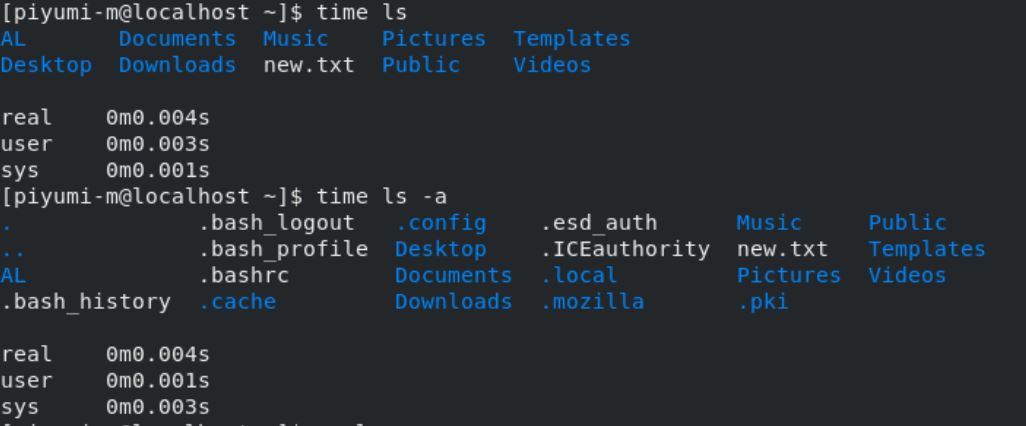 [piyumi-m@localhost ~]$ time ls
AL Documents Music Pictures Templates
Desktop Downloads new.txt Public Videos
real 0m0.004s
user 0m0.003s
sys 0m0.001s
[piyumi-m@localhost ~]$ time ls -a
. .bash_logout .config .esd_auth Music Public
.. .bash_profile Desktop .ICEauthority new.txt Templates
AL .bashrc Documents .local Pictures Videos
.bash_history .cache Downloads .mozilla .pki
real 0m0.004s
user 0m0.001s
sys 0m0.003s